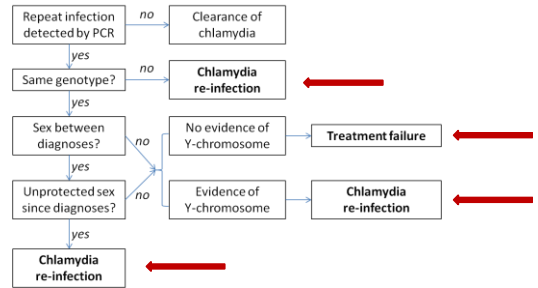 Repeat infection
detected by PCR
no
Clearance of
chlamydia
yes
Same genotype?
no
Chlamydia
re-infection
yes
Sex between
diagnoses?
no
No evidence of
Y-chromosome
Treatment failure
yes
Unprotected sex
since diagnoses?
no
Evidence of
Y-chromosome
Chlamydia
re-infection
yes
Chlamydia
re-infection